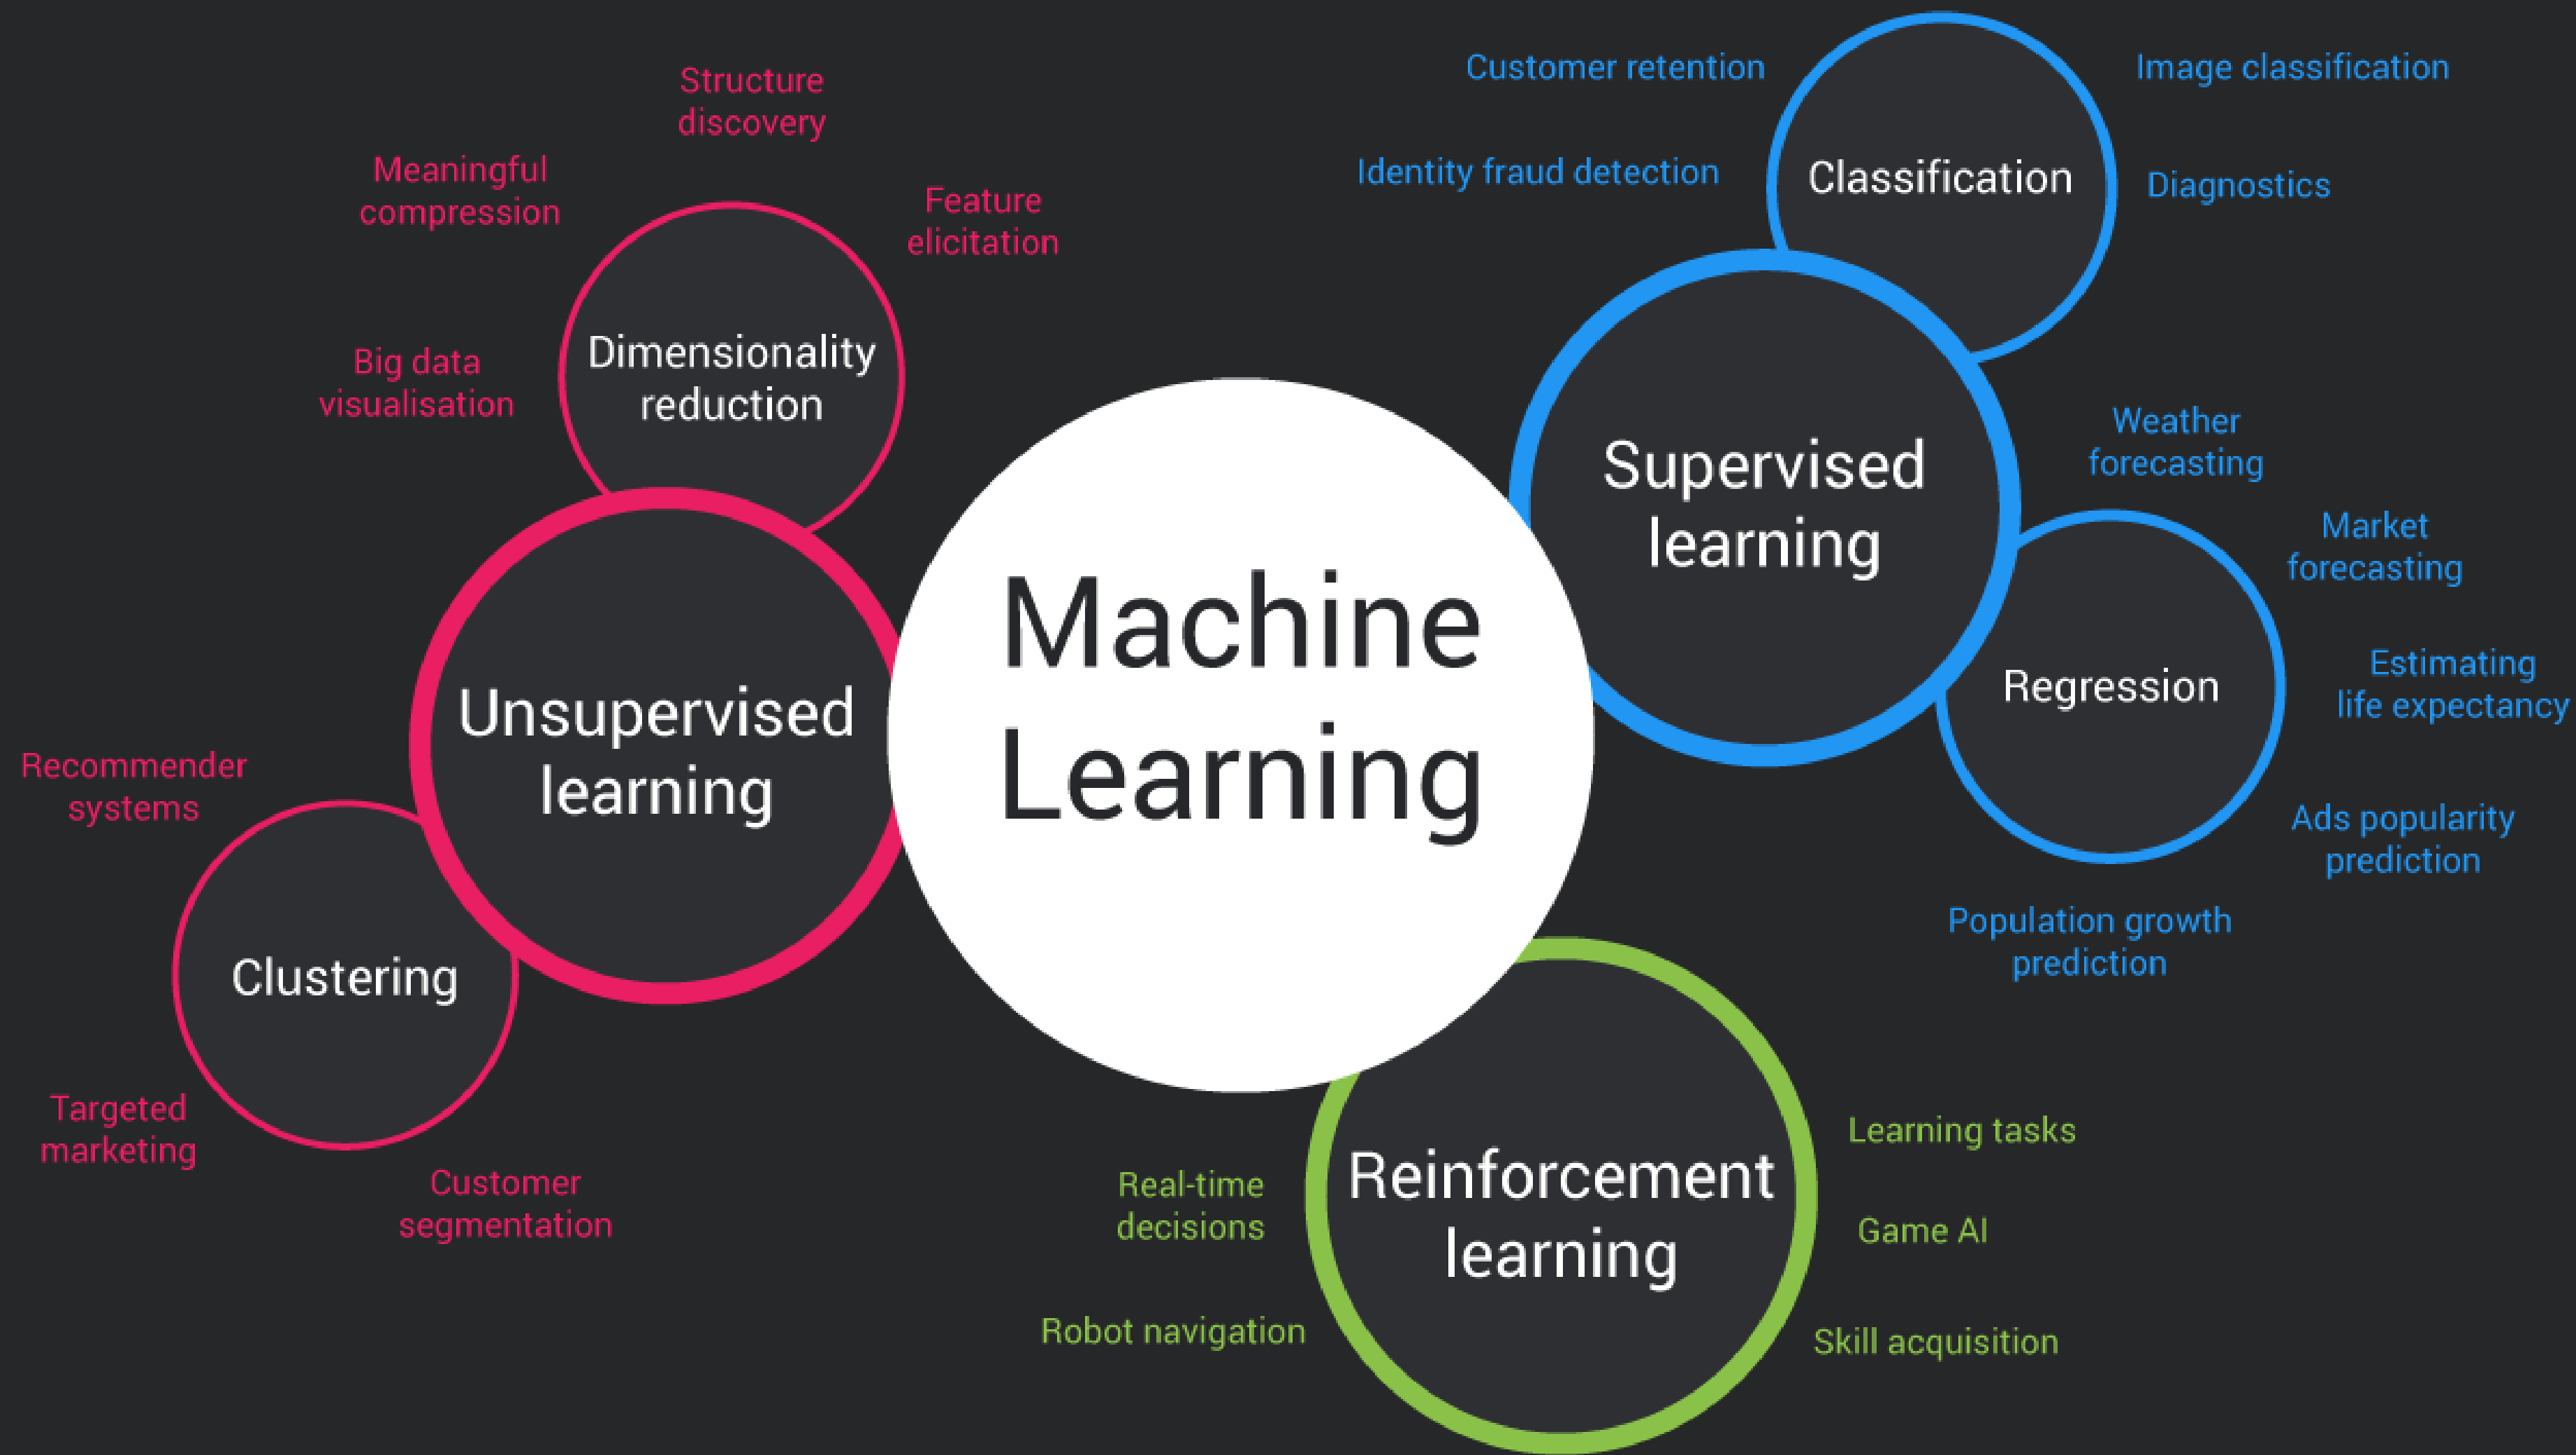 Machine
Learning
Unsupervised
learning
Dimensionality
reduction
Structure
discovery
Meaningful
compression
Feature
elicitation
Big data
visualisation
Clustering
Recommender
systems
Targeted
marketing
Customer
segmentation
Supervised
learning
Classification
Customer retention
Identity fraud detection
Image classification
Diagnostics
Regression
Weather
forecasting
Market
forecasting
Estimating
life expectancy
Ads popularity
prediction
Population growth
prediction
Reinforcement
learning
Real-time
decisions
Robot navigation
Learning tasks
Game AI
Skill acquisition